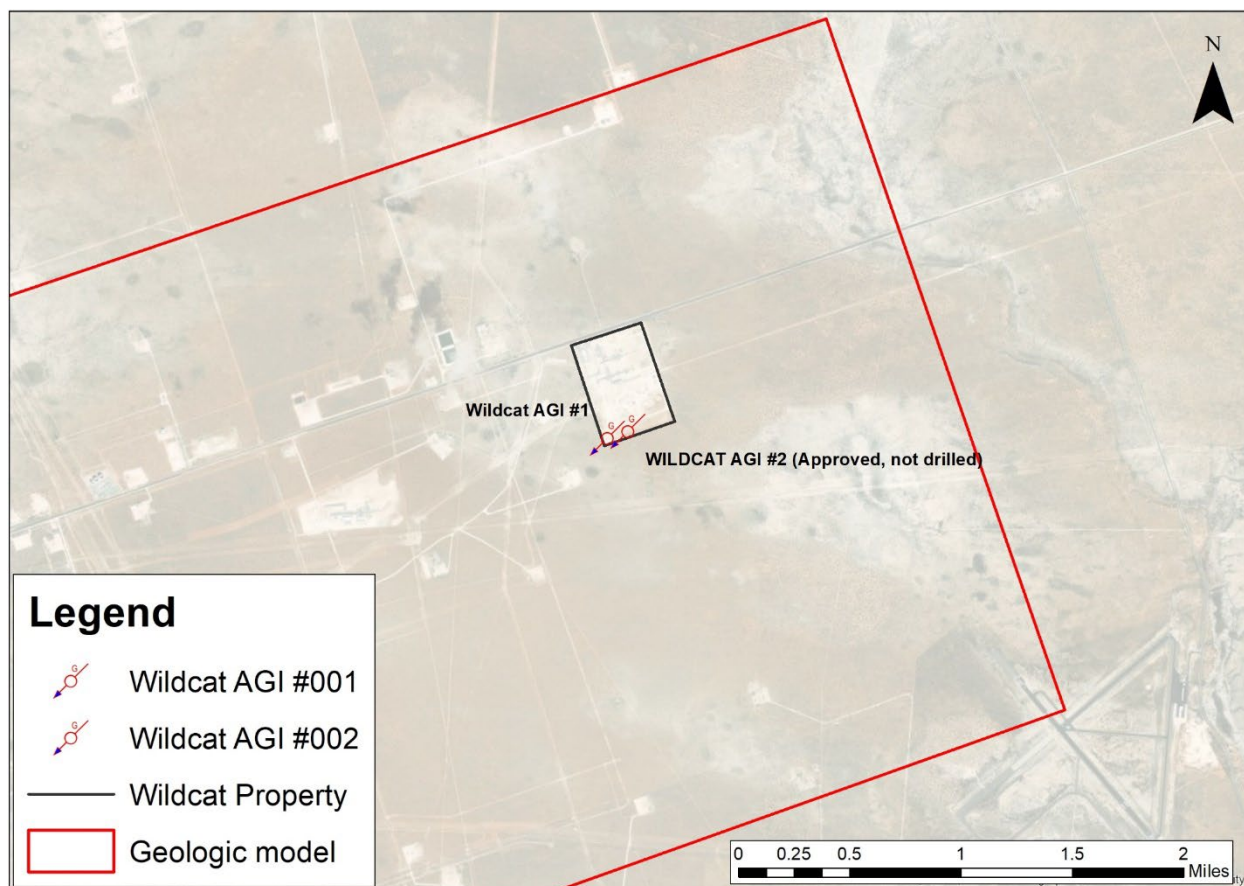 N
Wildcat AGI #1
G
G
WILDCAT AGI #2 (Approved, not drilled)
Legend
G
Wildcat AGI #001
G
Wildcat AGI #002
Wildcat Property
Geologic model
0 0.25 0.5 1 1.5 2
Miles